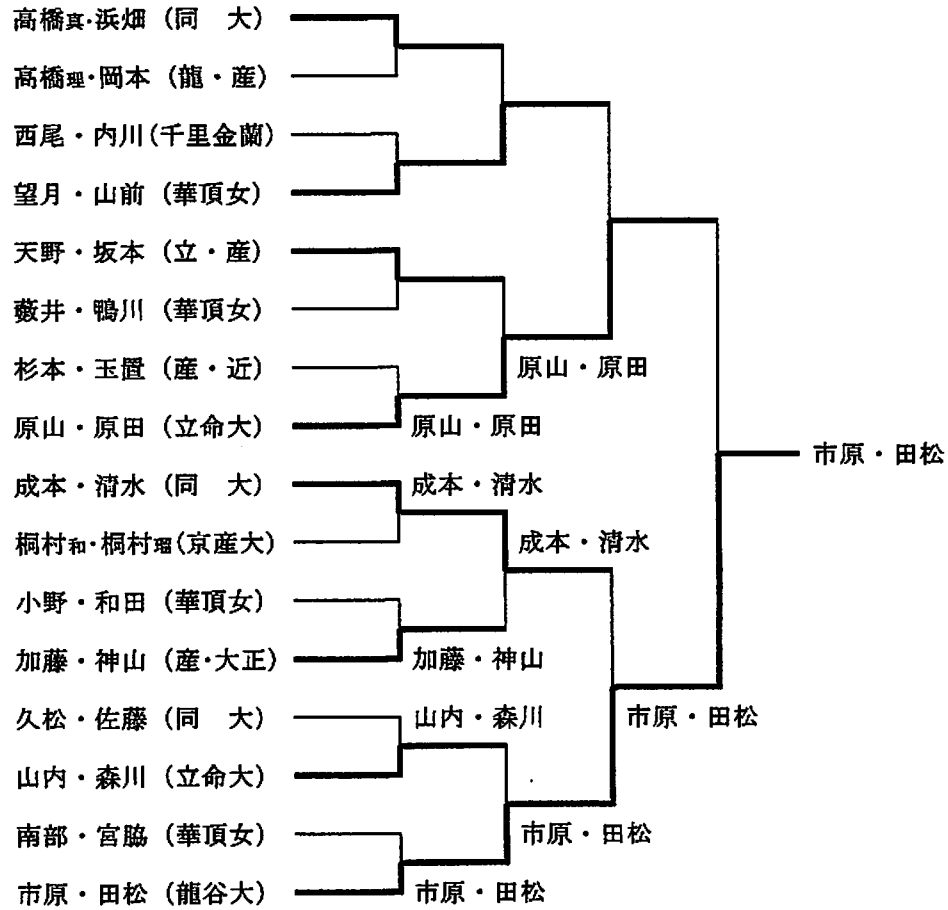 高橋真・浜畑（同　大）
高橋理・岡本（龍・産）
西尾・内川（千里金蘭）
望月・山前（華頂女）
天野・坂本（立・産）
薮井・鴨川（華頂女）
杉本・玉置（産・近）
原山・原田
原山・原田（立命大）
原山・原田
市原・田松
成本・清水（同　大）
成本・清水
桐村和・桐村瑠（京産大）
成本・清水
小野・和田（華頂女）
加藤・神山（産・大正）
加藤・神山
久松・佐藤（同　大）
山内・森川
市原・田松
山内・森川（立命大）
南部・宮脇（華頂女）
市原・田松
市原・田松（龍谷大）
市原・田松